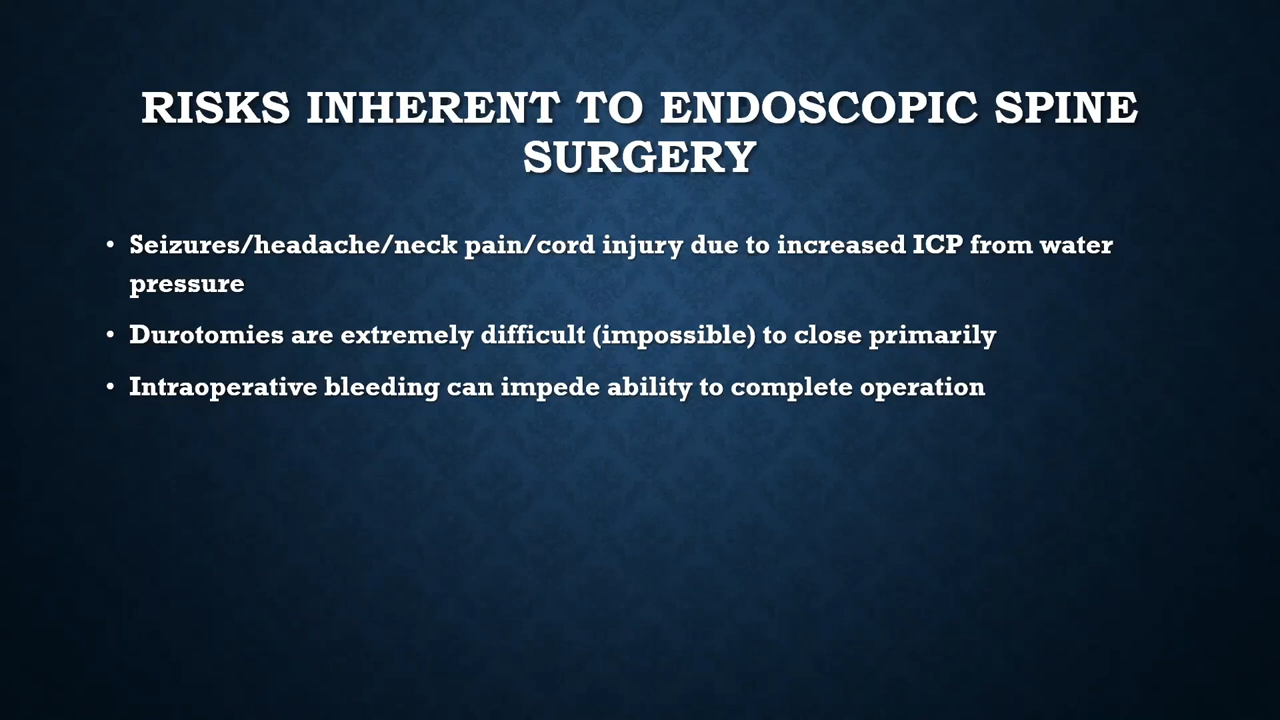 RISKS INHERENT TO ENDOSCOPIC SPINE
SURGERY
• Seizures/headache/neck pain/cord injury due to increased ICP from water
pressure
• Durotomies are extremely difficult (impossible) to close primarily
• Intraoperative bleeding can impede ability to complete operation